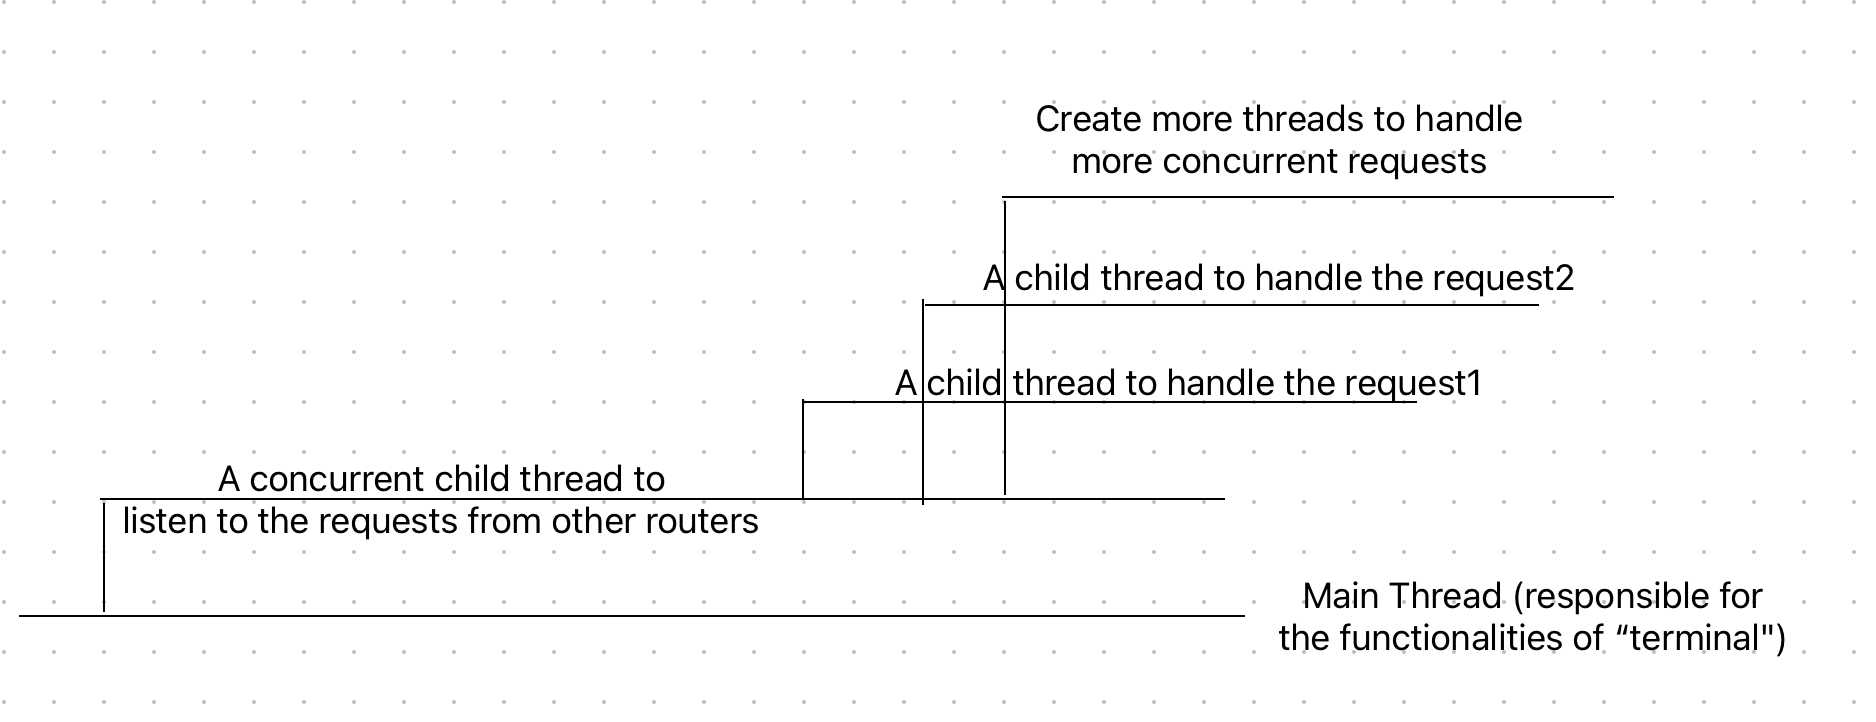 Create more threads to handle
more concurrent requests
A child thread to handle the request2
A child thread to handle the request1
A concurrent child thread to
listen to the requests from other routers
Main Thread (responsible for
the functionalities of “terminal")